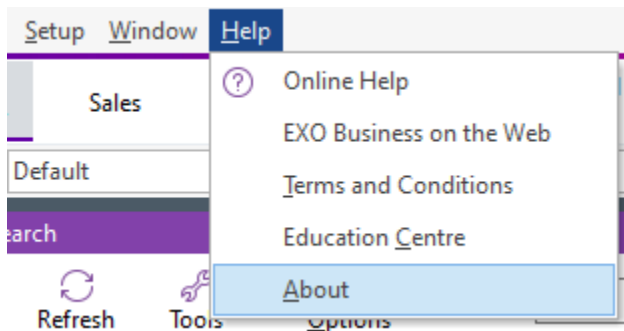 Setup Window Help
Sales
Online Help
EXO Business on the Web
Default
Terms and Conditions
earch
Education Centre
About
Refresh Tools Options